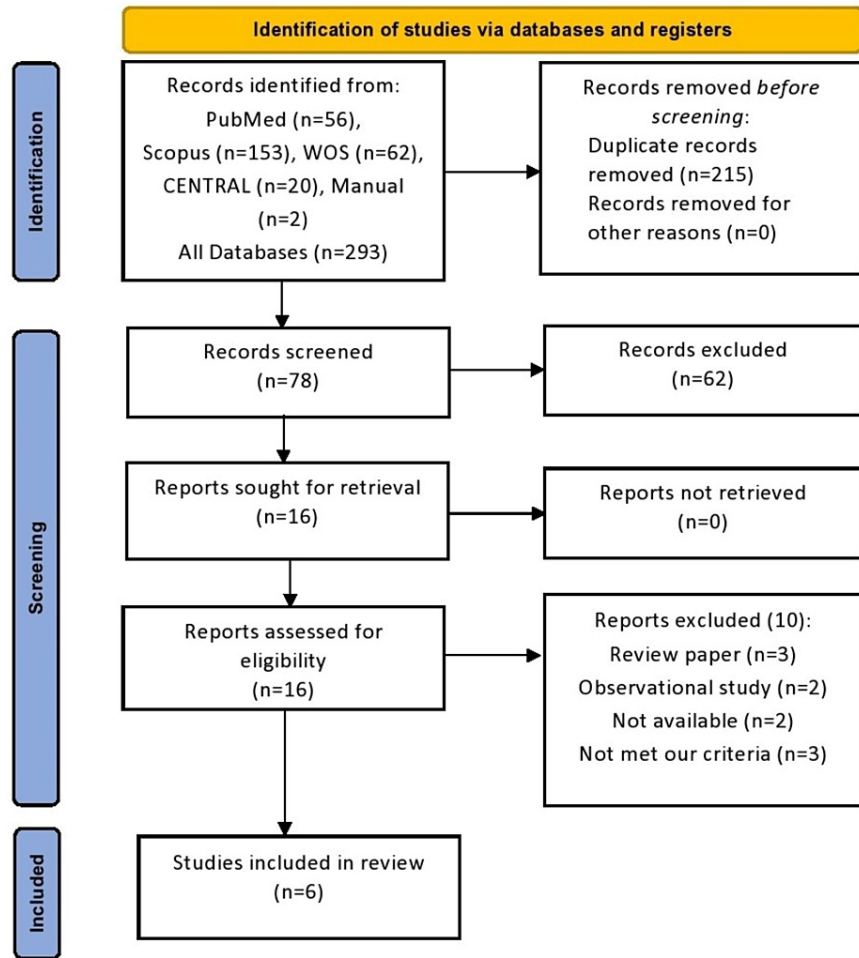 Identification of studies via databases and registers
Identification
Records identified from:
PubMed (n=56),
Scopus (n=153), WOS (n=62),
CENTRAL (n=20), Manual
(n=2)
All Databases (n=293)
Records removed before
screening:
Duplicate records
removed (n=215)
Records removed for
other reasons (n=0)
Screening
Records screened
(n=78)
Records excluded
(n=62)
Reports sought for retrieval
(n=16)
Reports not retrieved
(n=0)
Reports assessed for
eligibility
(n=16)
Reports excluded (10):
Review paper (n=3)
Observational study (n=2)
Not available (n=2)
Not met our criteria (n=3)
Included
Studies included in review
(n=6)